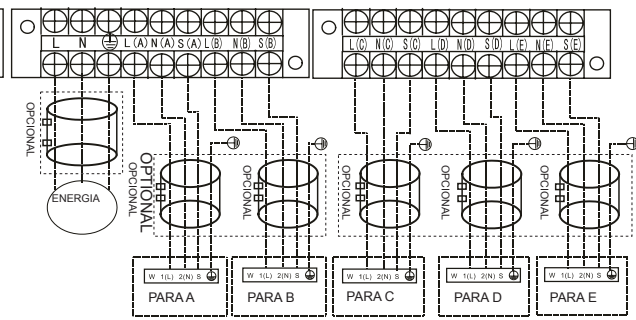 L N L(A) N(A) S(A) L(B) N(B) S(B)
L(C) N(C) S(C) L(D) N(D) S(D) L(E) N(E) S(E)
OPCIONAL
ENERGIA
OPTIONAL
OPCIONAL
OPCIONAL
OPCIONAL
OPCIONAL
OPCIONAL
W 1(L) 2(N) S
PARA A
W 1(L) 2(N) S
PARA B
W 1(L) 2(N) S
PARA C
W 1(L) 2(N) S
PARA D
W 1(L) 2(N) S
PARA E